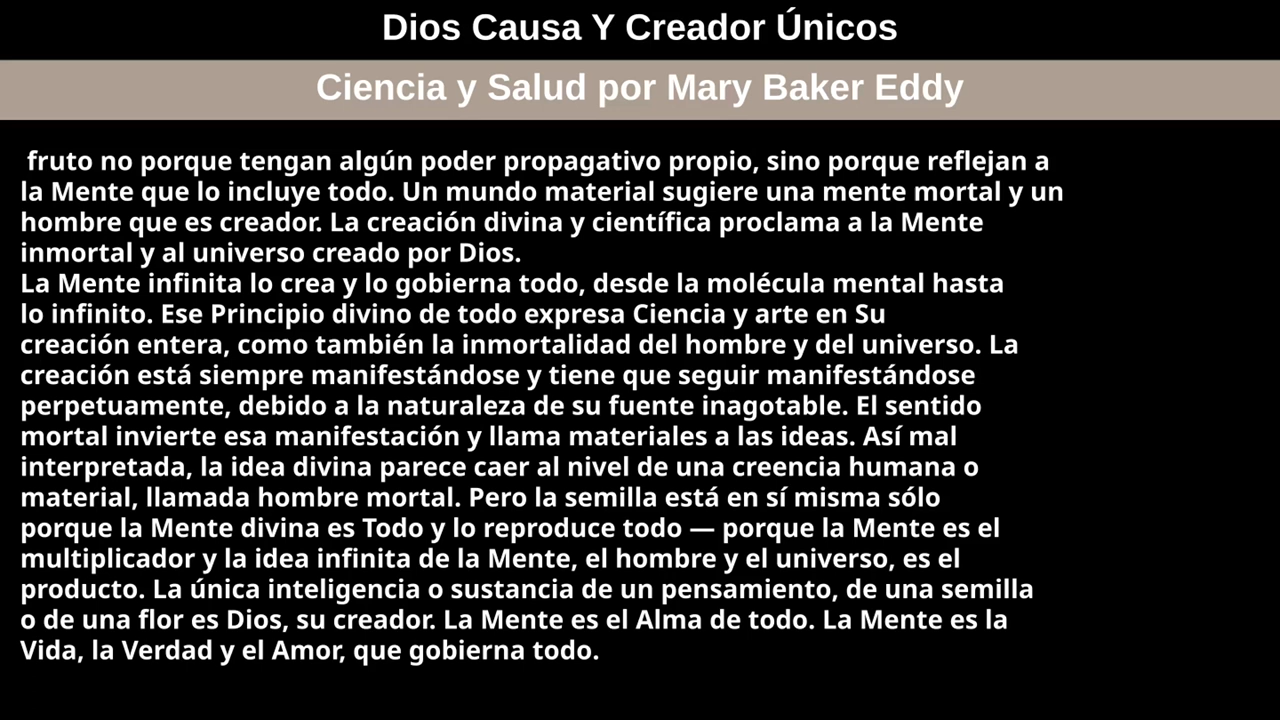 Dios Causa Y Creador Únicos
Ciencia y Salud por Mary Baker Eddy
fruto no porque tengan algún poder propagativo propio, sino porque reflejan a
la Mente que lo incluye todo. Un mundo material sugiere una mente mortal y un
hombre que es creador. La creación divina y científica proclama a la Mente
inmortal y al universo creado por Dios.
La Mente infinita lo crea y lo gobierna todo, desde la molécula mental hasta
lo infinito. Ese Principio divino de todo expresa Ciencia y arte en Su
creación entera, como también la inmortalidad del hombre y del universo. La
creación está siempre manifestándose y tiene que seguir manifestándose
perpetuamente, debido a la naturaleza de su fuente inagotable. El sentido
mortal invierte esa manifestación y llama materiales a las ideas. Así mal
interpretada, la idea divina parece caer al nivel de una creencia humana o
material, llamada hombre mortal. Pero la semilla está en sí misma sólo
porque la Mente divina es Todo y lo reproduce todo — porque la Mente es el
multiplicador y la idea infinita de la Mente, el hombre y el universo, es el
producto. La única inteligencia o sustancia de un pensamiento, de una semilla
o de una flor es Dios, su creador. La Mente es el Alma de todo. La Mente es la
Vida, la Verdad y el Amor, que gobierna todo.